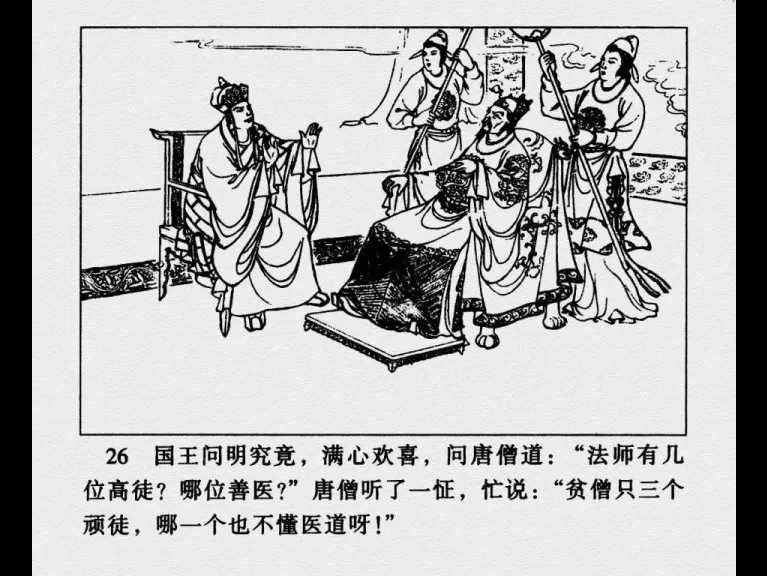 26 国王问明究竟，满心欢喜，问唐僧道：“法师有几
位高徒？哪位善医？”唐僧听了一怔，忙说：“贫僧只三个
顽徒，哪一个也不懂医道呀！”